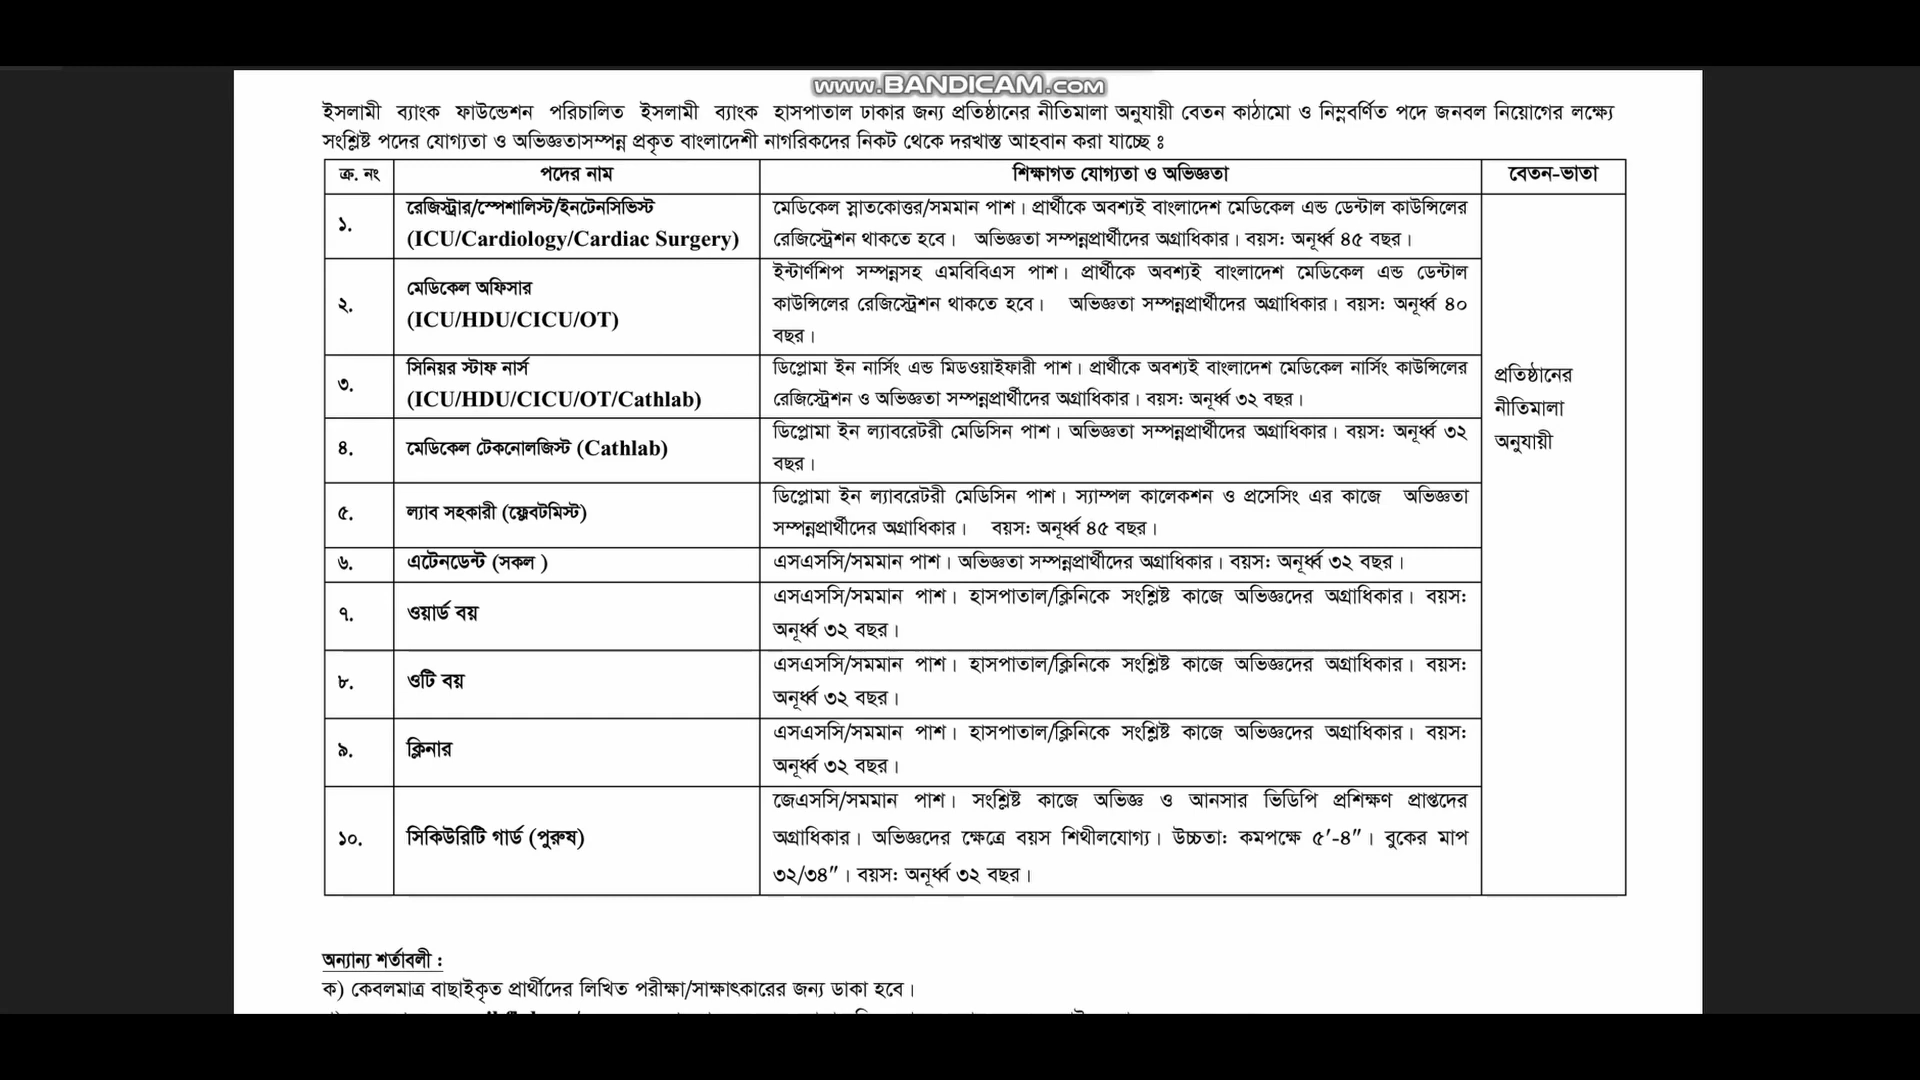 www.BANDICAM.com
ইসলামী ব্যাংক ফাউন্ডেশন পরিচালিত ইসলামী ব্যাংক হাসপাতাল ঢাকার জন্য প্রতিষ্ঠানের নীতিমালা অনুযায়ী বেতন কাঠামো ও নিম্নবর্ণিত পদে জনবল নিয়োগের লক্ষ্যে
সংশ্লিষ্ট পদের যোগ্যতা ও অভিজ্ঞতাসম্পন্ন প্রকৃত বাংলাদেশী নাগরিকদের নিকট থেকে দরখাস্ত আহবান করা যাচ্ছে ঃ
ক্র. নং পদের নাম শিক্ষাগত যোগ্যতা ও অভিজ্ঞতা বেতন-ভাতা
১.
রেজিস্ট্রার/স্পেশালিস্ট/ইনটেনসিভিস্ট
(ICU/Cardiology/Cardiac Surgery)
মেডিকেল স্নাতকোত্তর/সমমান পাশ। প্রার্থীকে অবশ্যই বাংলাদেশ মেডিকেল এন্ড ডেন্টাল কাউন্সিলের
রেজিস্ট্রেশন থাকতে হবে। অভিজ্ঞতা সম্পন্নপ্রার্থীদের অগ্রাধিকার। বয়স: অনূর্ধ্ব ৪৫ বছর।
২.
মেডিকেল অফিসার
(ICU/HDU/CICU/OT)
ইন্টার্ণশিপ সম্পন্নসহ এমবিবিএস পাশ। প্রার্থীকে অবশ্যই বাংলাদেশ মেডিকেল এন্ড ডেন্টাল
কাউন্সিলের রেজিস্ট্রেশন থাকতে হবে। অভিজ্ঞতা সম্পন্নপ্রার্থীদের অগ্রাধিকার। বয়স: অনূর্ধ্ব ৪০
বছর।
৩.
সিনিয়র স্টাফ নার্স
(ICU/HDU/CICU/OT/Cathlab)
ডিপ্লোমা ইন নার্সিং এন্ড মিডওয়াইফারী পাশ। প্রার্থীকে অবশ্যই বাংলাদেশ মেডিকেল নার্সিং কাউন্সিলের
রেজিস্ট্রেশন ও অভিজ্ঞতা সম্পন্নপ্রার্থীদের অগ্রাধিকার। বয়স: অনূর্ধ্ব ৩২ বছর।
প্রতিষ্ঠানের
নীতিমালা
অনুযায়ী
৪.
মেডিকেল টেকনোলজিস্ট (Cathlab)
ডিপ্লোমা ইন ল্যাবরেটরী মেডিসিন পাশ। অভিজ্ঞতা সম্পন্নপ্রার্থীদের অগ্রাধিকার। বয়স: অনূর্ধ্ব ৩২
বছর।
৫.
ল্যাব সহকারী (ফ্লেবটমিস্ট)
ডিপ্লোমা ইন ল্যাবরেটরী মেডিসিন পাশ। স্যাম্পল কালেকশন ও প্রসেসিং এর কাজে অভিজ্ঞতা
সম্পন্নপ্রার্থীদের অগ্রাধিকার। বয়স: অনূর্ধ্ব ৪৫ বছর।
৬.
এটেনডেন্ট (সকল )
এসএসসি/সমমান পাশ। অভিজ্ঞতা সম্পন্নপ্রার্থীদের অগ্রাধিকার। বয়স: অনূর্ধ্ব ৩২ বছর।
৭.
ওয়ার্ড বয়
এসএসসি/সমমান পাশ। হাসপাতাল/ক্লিনিকে সংশ্লিষ্ট কাজে অভিজ্ঞদের অগ্রাধিকার। বয়স:
অনূর্ধ্ব ৩২ বছর।
৮.
ওটি বয়
এসএসসি/সমমান পাশ। হাসপাতাল/ক্লিনিকে সংশ্লিষ্ট কাজে অভিজ্ঞদের অগ্রাধিকার। বয়স:
অনূর্ধ্ব ৩২ বছর।
৯.
ক্লিনার
এসএসসি/সমমান পাশ। হাসপাতাল/ক্লিনিকে সংশ্লিষ্ট কাজে অভিজ্ঞদের অগ্রাধিকার। বয়স:
অনূর্ধ্ব ৩২ বছর।
১০.
সিকিউরিটি গার্ড (পুরুষ)
জেএসসি/সমমান পাশ। সংশ্লিষ্ট কাজে অভিজ্ঞ ও আনসার ভিডিপি প্রশিক্ষণ প্রাপ্তদের
অগ্রাধিকার। অভিজ্ঞদের ক্ষেত্রে বয়স শিথীলযোগ্য। উচ্চতা: কমপক্ষে ৫′-৪″। বুকের মাপ
৩২/৩৪″। বয়স: অনূর্ধ্ব ৩২ বছর।
অন্যান্য শর্তাবলী :
ক) কেবলমাত্র বাছাইকৃত প্রার্থীদের লিখিত পরীক্ষা/সাক্ষাৎকারের জন্য ডাকা হবে।